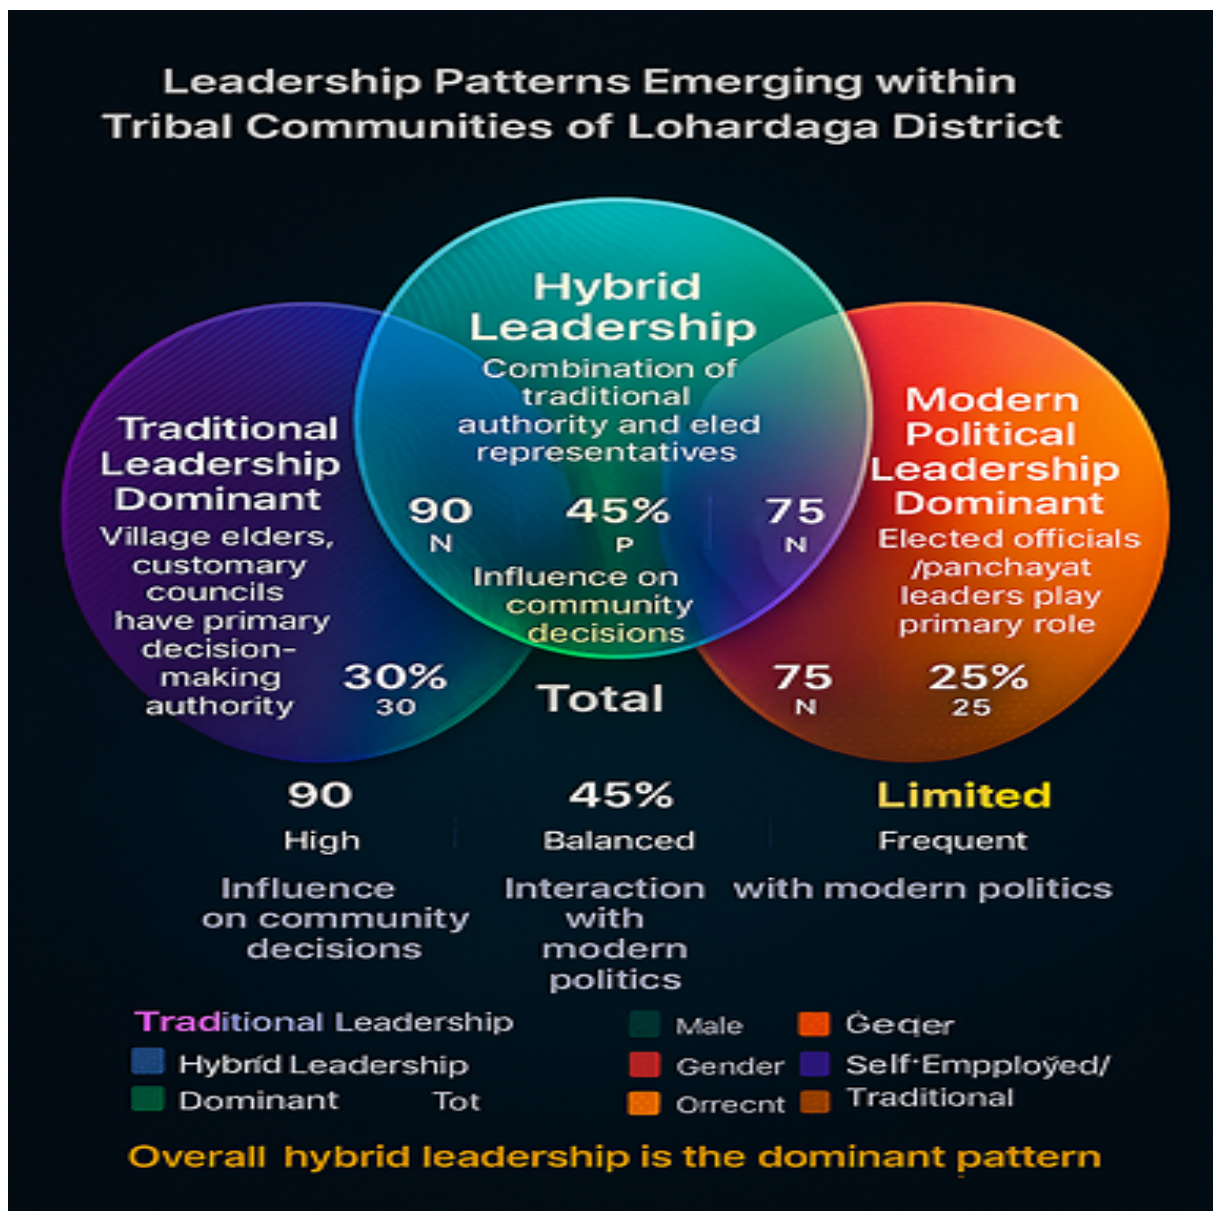 Leadership Patterns Emerging within
Tribal Communities of Lohardaga District
Hybrid
Leadership
Combination of
traditional
authority and eled
representatives
90 45% 75
N P N
Influence on
community
decisions
Traditional
Leadership
Dominant
Village elders,
customary
councils
have primary
decision-
making
authority
30%
30
Modern
Political
Leadership
Dominant
Elected officials
/panchayat
leaders play
primary role
75 25%
N 25
Total
90 45% Limited
High Balanced Frequent
Influence
on community
decisions
Interaction
with
modern
politics
with modern politics
Traditional Leadership
Hybríd Leadership
Dominant Tot
Male Ġeqer
Gender Self·Empployëd/
Orrecnt Traditional
Overall hybrid leadership is the dominant pattern